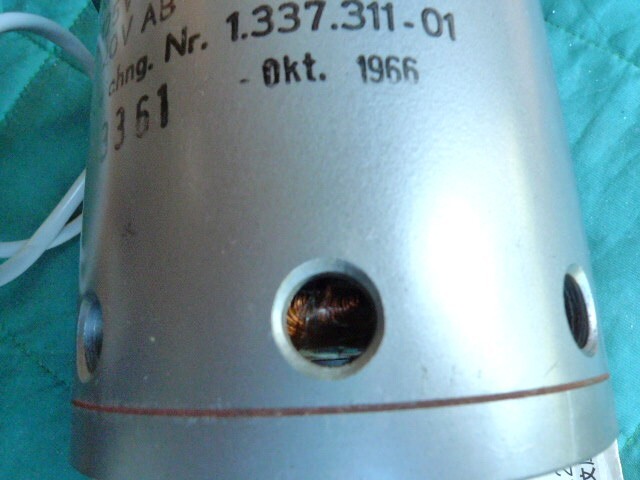 V AB
chng. Nr. 1.337.311-01
- Okt. 1966
3361